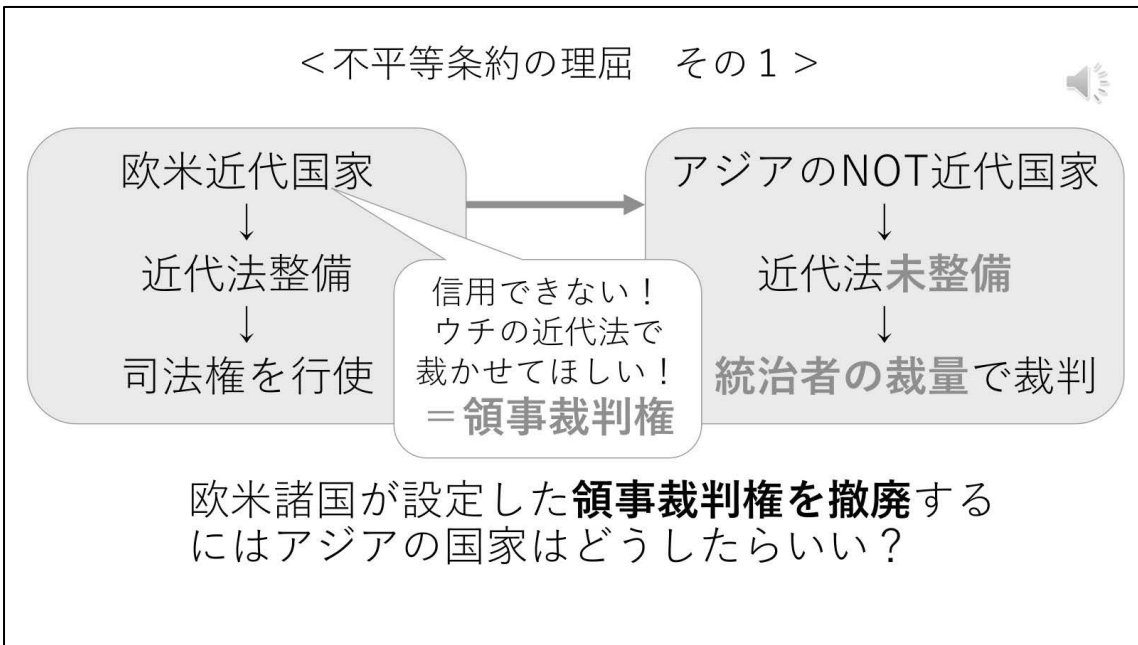 ＜不平等条約の理屈　その１＞
欧米近代国家
↓
近代法整備
↓
司法権を行使
信用できない！
ウチの近代法で
裁かせてほしい！
＝領事裁判権
アジアのNOT近代国家
↓
近代法未整備
↓
統治者の裁量で裁判
欧米諸国が設定した領事裁判権を撤廃する
にはアジアの国家はどうしたらいい？